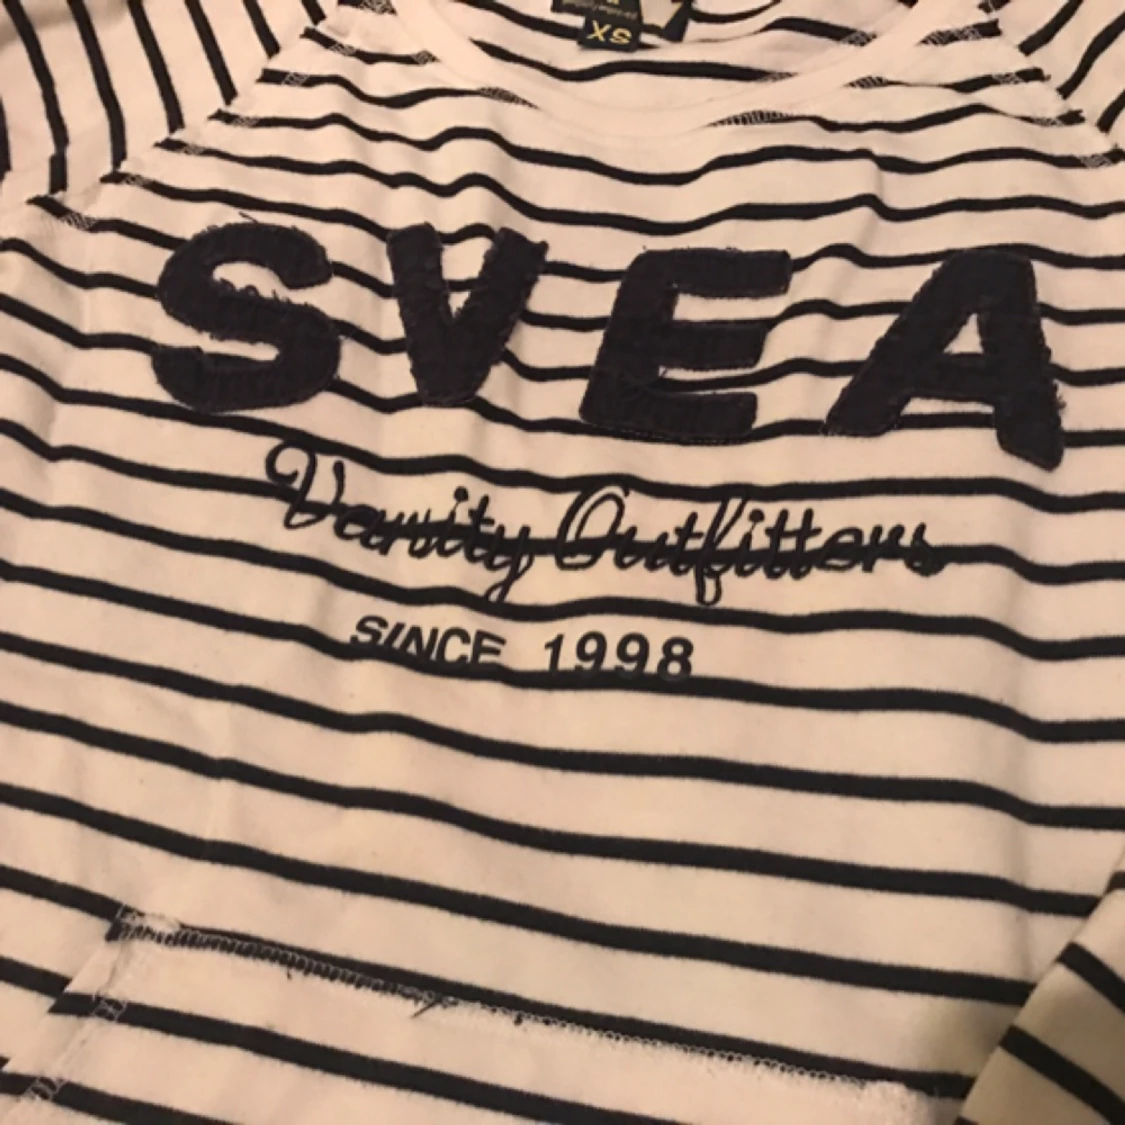 XS
SVEA
Varsity Outfitters
SINCE 1998